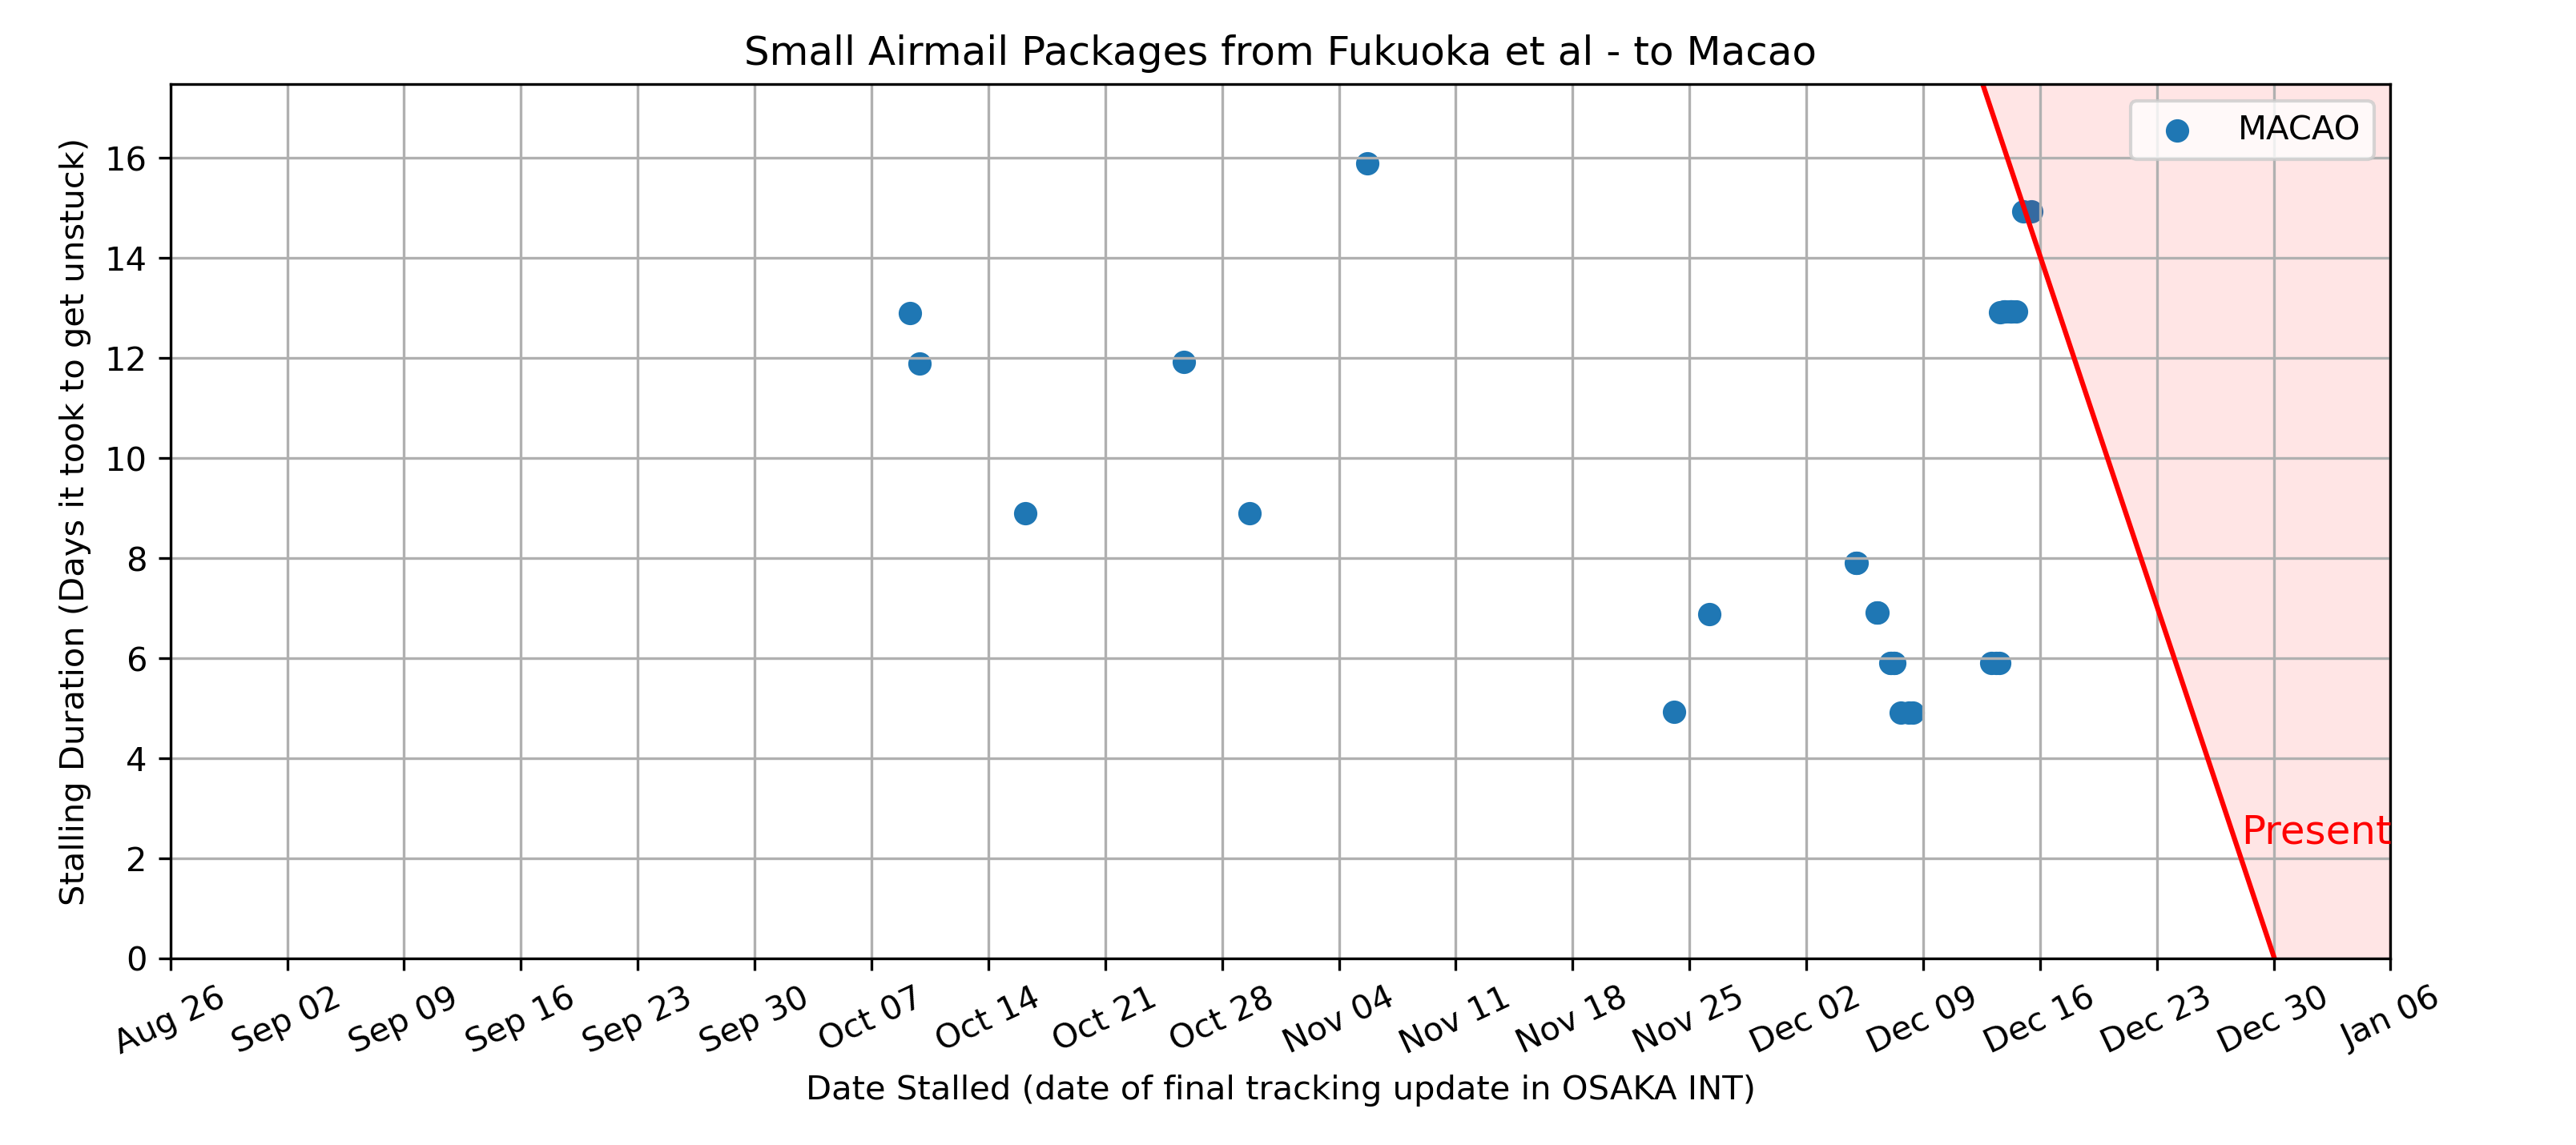 Small Airmail Packages from Fukuoka et al - to Macao
MACAO
Stalling Duration (Days it took to get unstuck)
16
14
12
10
8
6
4
2
0
Present
Aug 26
Sep 02
Sep 09
Sep 16
Sep 23
Sep 30
Oct 07
Oct 14
Oct 21
Oct 28
Nov 04
Nov 11
Nov 18
Nov 25
Dec 02
Dec 09
Dec 16
Dec 23
Dec 30
Jan 06
Date Stalled (date of final tracking update in OSAKA INT)